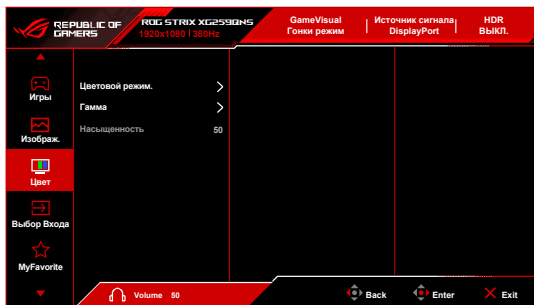 REPUBLIC OF
GAMERS
ROG STRIX XG259QNS
1920x1080 | 360Hz
GameVisual
Гонки режим
Источник сигнала
DisplayPort
HDR
ВЫКЛ.
Игры
Изображ.
Цвет
Выбор Входа
MyFavorite
Цветовой режим.
Гамма
Насыщенность 50
Volume 50
Back
Enter
Exit